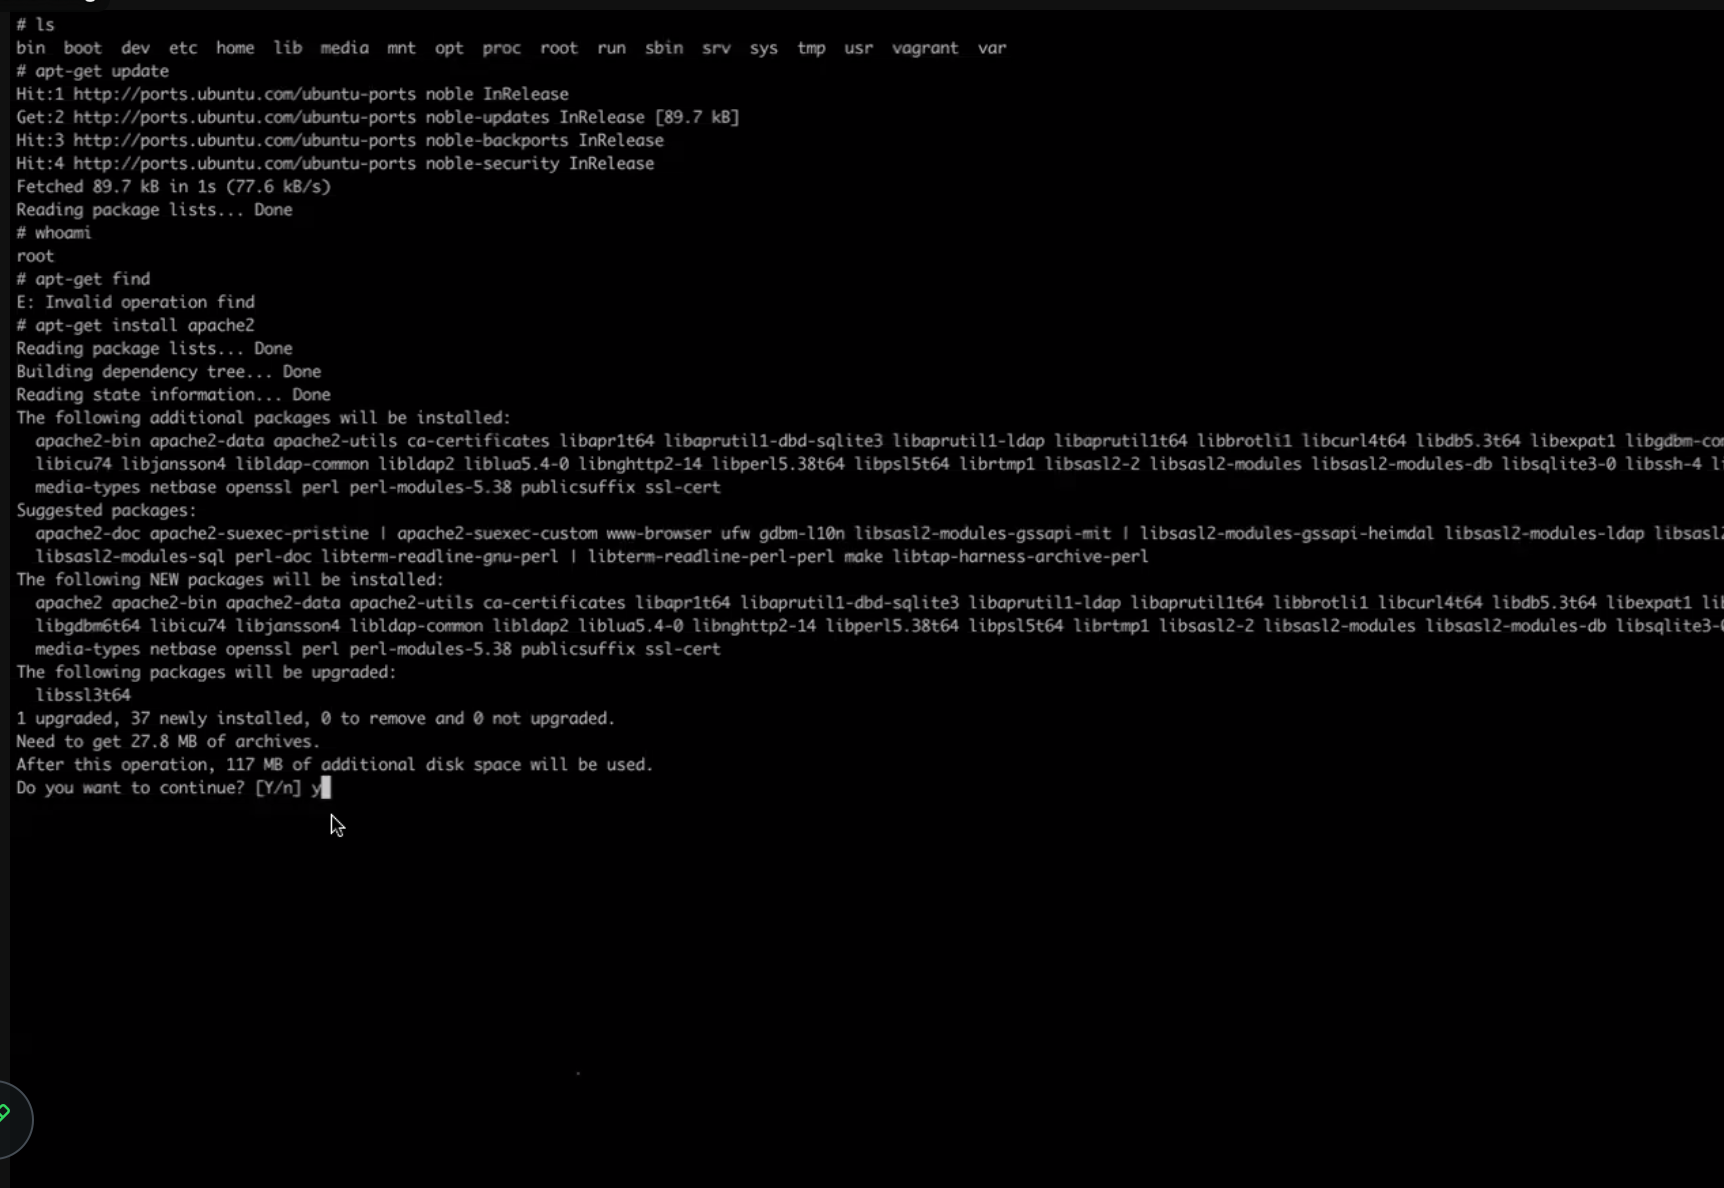 # ls
bin boot dev etc home lib media mnt opt proc root run sbin srv sys tmp usr vagrant var
# apt-get update
Hit:1 http://ports.ubuntu.com/ubuntu-ports noble InRelease
Get:2 http://ports.ubuntu.com/ubuntu-ports noble-updates InRelease [89.7 kB]
Hit:3 http://ports.ubuntu.com/ubuntu-ports noble-backports InRelease
Hit:4 http://ports.ubuntu.com/ubuntu-ports noble-security InRelease
Fetched 89.7 kB in 1s (77.6 kB/s)
Reading package lists... Done
# whoami
root
# apt-get find
E: Invalid operation find
# apt-get install apache2
Reading package lists... Done
Building dependency tree... Done
Reading state information... Done
The following additional packages will be installed:
apache2-bin apache2-data apache2-utils ca-certificates libapr1t64 libaprutil1-dbd-sqlite3 libaprutil1-ldap libaprutil1t64 libbrotli1 libcurl4t64 libdb5.3t64 libexpat1
libicu74 libjansson4 libldap-common libldap2 liblua5.4-0 libnghttp2-14 libperl5.38t64 libpsl5t64 librtmp1 libsasl2-2 libsasl2-modules libsasl2-modules-db libsqlite3-0 libssh-4
media-types netbase openssl perl perl-modules-5.38 publicsuffix ssl-cert
Suggested packages:
apache2-doc apache2-suexec-pristine | apache2-suexec-custom www-browser ufw gdbm-l10n libsasl2-modules-gssapi-mit | libsasl2-modules-gssapi-heimdal libsasl2-modules-ldap
libsasl2-modules-sql perl-doc libterm-readline-gnu-perl | libterm-readline-perl-perl make libtap-harness-archive-perl
The following NEW packages will be installed:
apache2 apache2-bin apache2-data apache2-utils ca-certificates libapr1t64 libaprutil1-dbd-sqlite3 libaprutil1-ldap libaprutil1t64 libbrotli1 libcurl4t64 libdb5.3t64 libexpat1
libgdbm6t64 libicu74 libjansson4 libldap-common libldap2 liblua5.4-0 libnghttp2-14 libperl5.38t64 libpsl5t64 librtmp1 libsasl2-2 libsasl2-modules libsasl2-modules-db
media-types netbase openssl perl perl-modules-5.38 publicsuffix ssl-cert
The following packages will be upgraded:
libssl3t64
1 upgraded, 37 newly installed, 0 to remove and 0 not upgraded.
Need to get 27.8 MB of archives.
After this operation, 117 MB of additional disk space will be used.
Do you want to continue? [Y/n] y